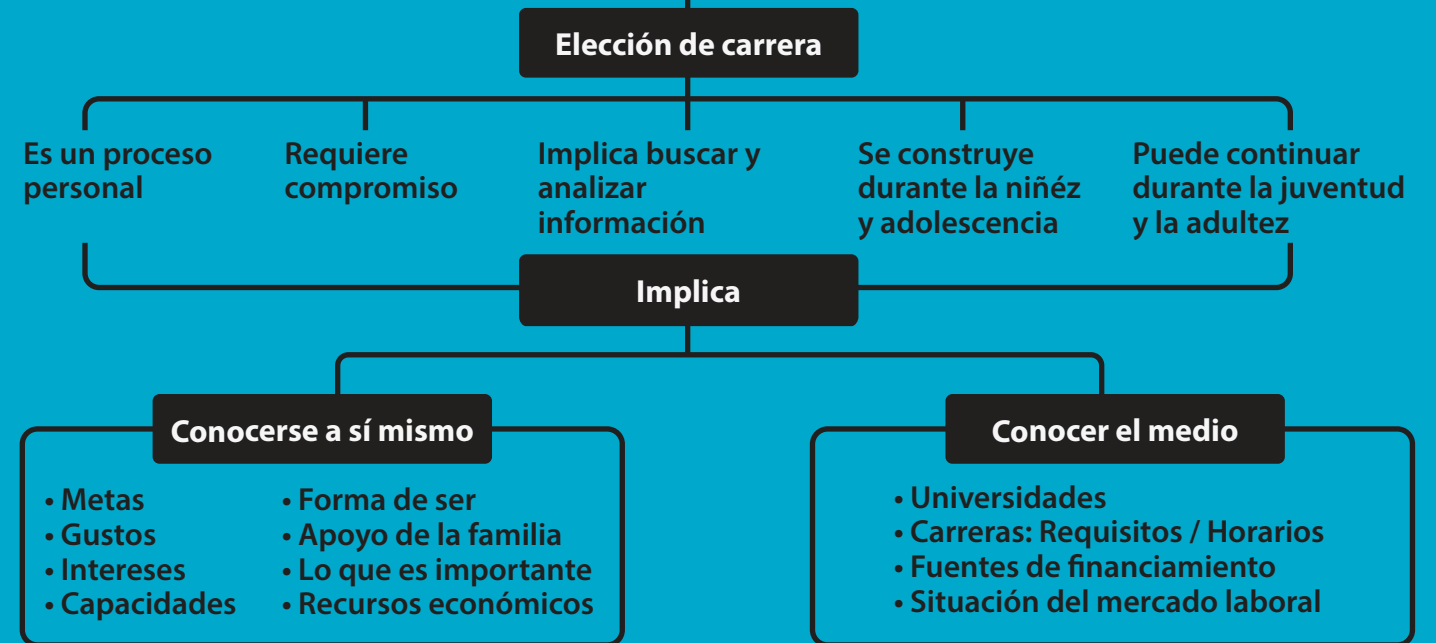 Elección de carrera
Es un proceso
personal
Requiere
compromiso
Implica buscar y
analizar
información
Se construye
durante la niñéz
y adolescencia
Puede continuar
durante la juventud
y la adultez
Implica
Conocerse a sí mismo
• Metas
• Gustos
• Intereses
• Capacidades
• Forma de ser
• Apoyo de la familia
• Lo que es importante
• Recursos económicos
Conocer el medio
• Universidades
• Carreras: Requisitos / Horarios
• Fuentes de financiamiento
• Situación del mercado laboral